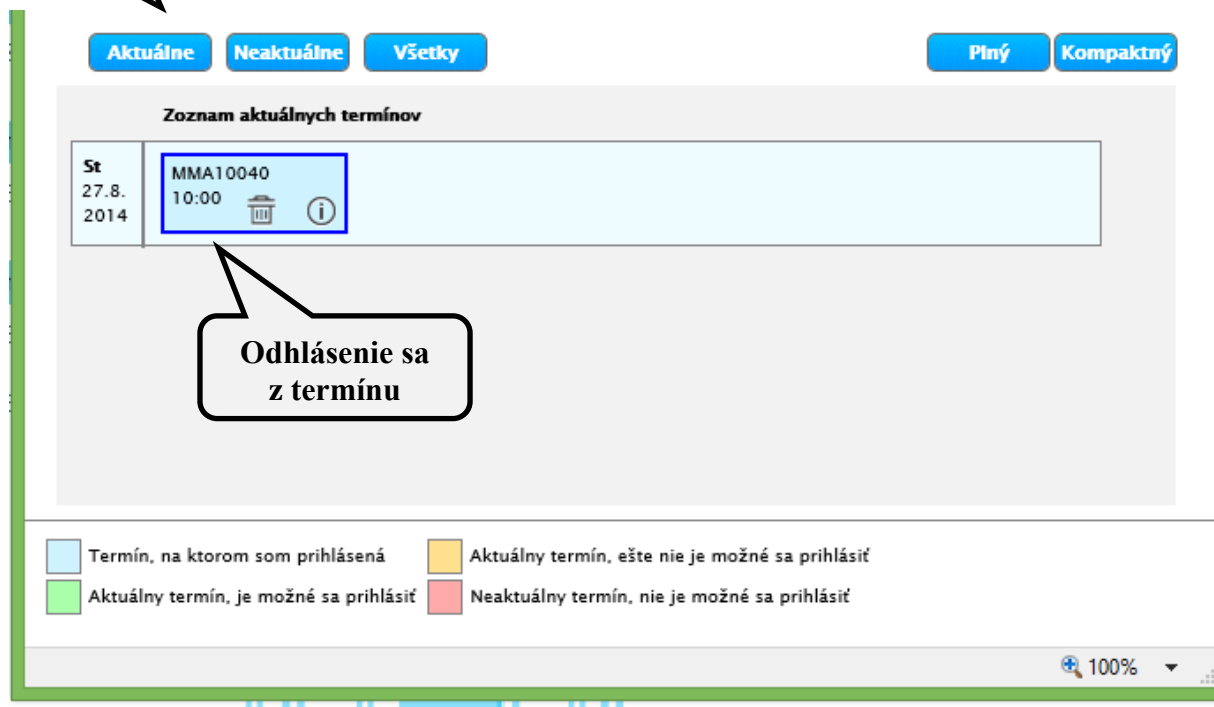 Aktuálne Neaktuálne Všetky Plný Kompaktný
Zoznam aktuálnych termínov
St
27.8.
2014
MMA10040
10:00
Odhlásenie sa
z termínu
Termín, na ktorom som prihlásená
Aktuálny termín, ešte nie je možné sa prihlásiť
Aktuálny termín, je možné sa prihlásiť
Neaktuálny termín, nie je možné sa prihlásiť
100%